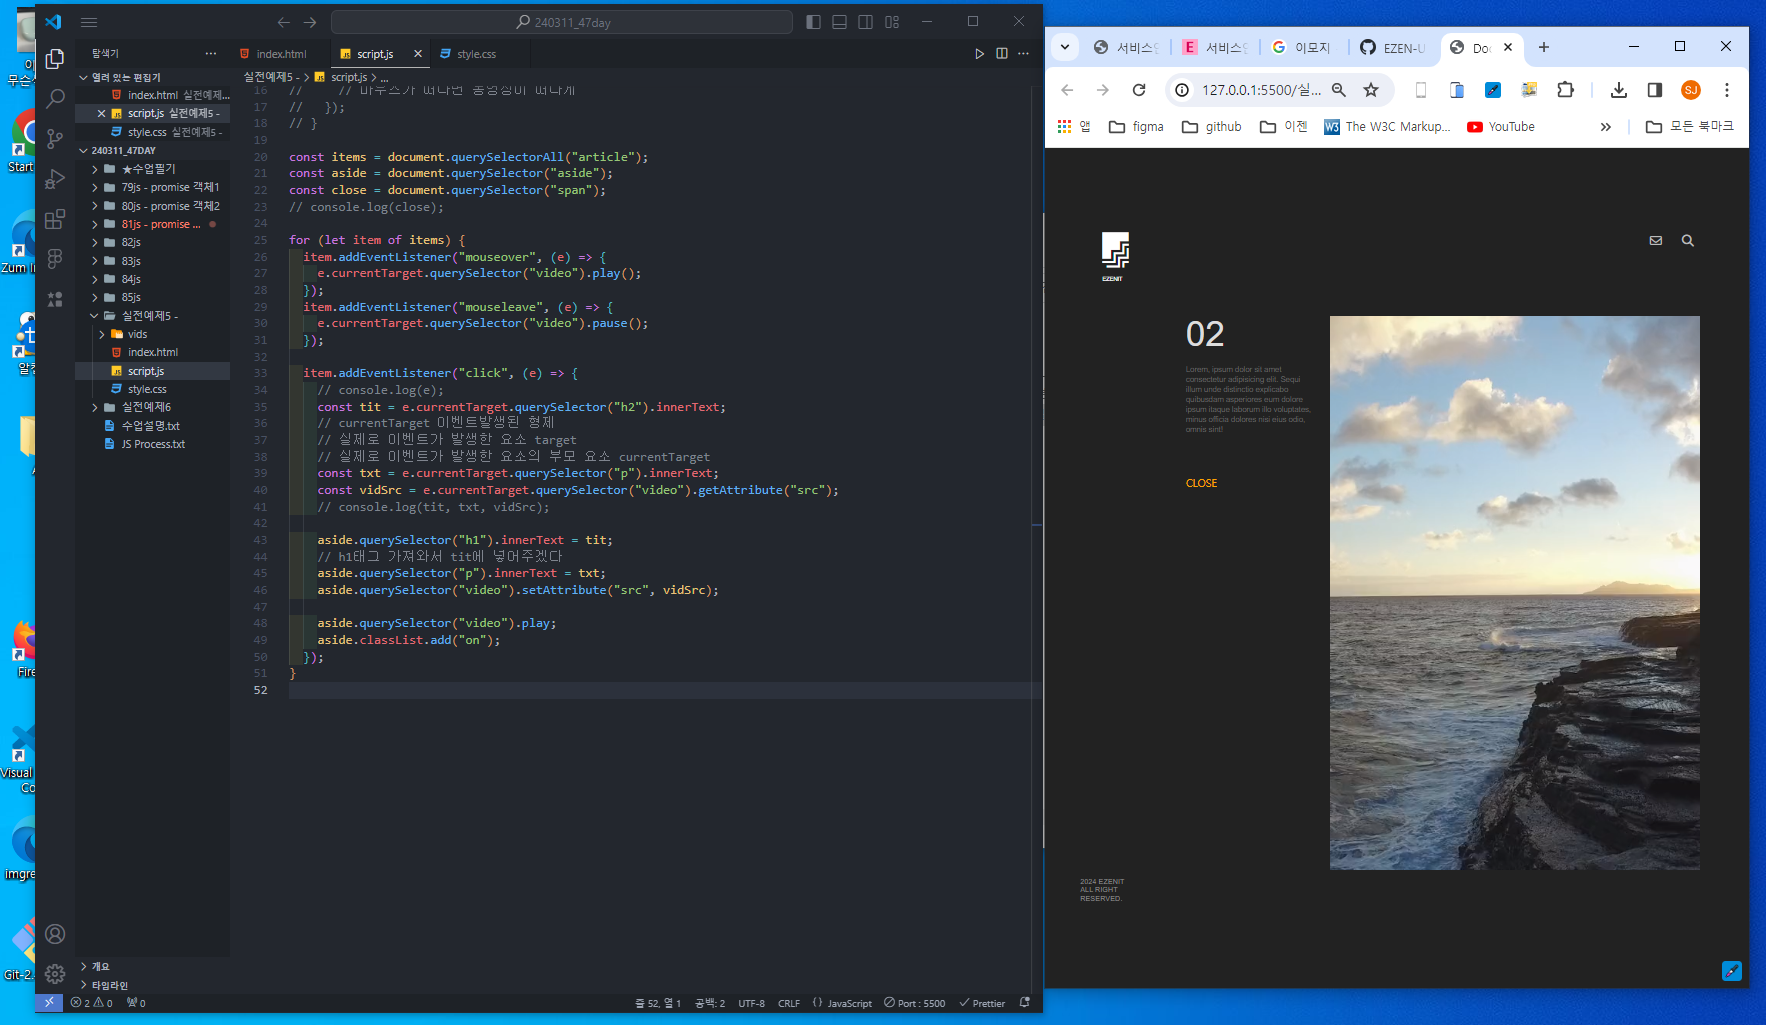 240311_47day
탐색기
index.html
script.js
style.css
열려 있는 편집기
index.html 실전예제...
script.js 실전예제5 -
style.css 실전예제5 -
240311_47DAY
★수업필기
79js - promise 객체1
80js - promise 객체2
81js - promise ...
82js
83js
84js
85js
실전예제5 -
vids
index.html
script.js
style.css
실전예제6
수업설명.txt
JS Process.txt
개요
타임라인
실전예제5 - > script.js > ...
16 //     // 마우스가 떠나면 동영상이 떠나게
17 //   });
18 // }
19
20 const items = document.querySelectorAll("article");
21 const aside = document.querySelector("aside");
22 const close = document.querySelector("span");
23 // console.log(close);
24
25 for (let item of items) {
26   item.addEventListener("mouseover", (e) => {
27     e.currentTarget.querySelector("video").play();
28   });
29   item.addEventListener("mouseleave", (e) => {
30     e.currentTarget.querySelector("video").pause();
31   });
32
33   item.addEventListener("click", (e) => {
34     // console.log(e);
35     const tit = e.currentTarget.querySelector("h2").innerText;
36     // currentTarget 이벤트발생된 형제
37     // 실제로 이벤트가 발생한 요소 target
38     // 실제로 이벤트가 발생한 요소의 부모 요소 currentTarget
39     const txt = e.currentTarget.querySelector("p").innerText;
40     const vidSrc = e.currentTarget.querySelector("video").getAttribute("src");
41     // console.log(tit, txt, vidSrc);
42
43     aside.querySelector("h1").innerText = tit;
44     // h1태그 가져와서 tit에 넣어주겠다
45     aside.querySelector("p").innerText = txt;
46     aside.querySelector("video").setAttribute("src", vidSrc);
47
48     aside.querySelector("video").play;
49     aside.classList.add("on");
50   });
51 }
52
2 0 0
줄 52, 열 1 공백: 2 UTF-8 CRLF {} JavaScript Port : 5500 Prettier
서비스
E 서비스
이모지
EZEN-U
Doc
127.0.0.1:5500/실...
SJ
앱
figma
github
이젠
W3 The W3C Markup...
YouTube
모든 북마크
EZENIT
02
Lorem, ipsum dolor sit amet
consectetur adipisicing elit. Sequi
illum unde distinctio explicabo
quibusdam asperiores eum dolore
ipsum itaque laborum illo voluptates,
minus officia dolores nisi eius odio,
omnis sint!
CLOSE
2024 EZENIT
ALL RIGHT
RESERVED.
무슨
Start
Zum In
알집
Fire
Visual
Co
imgre
Git-2.